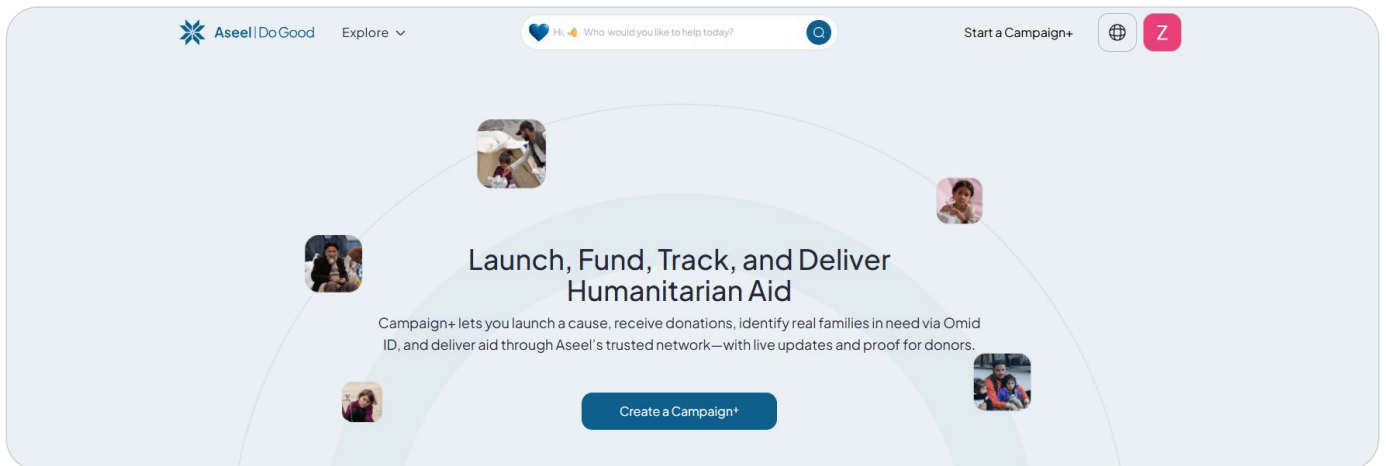 Aseel|Do Good
Explore
Hi, Who would you like to help today?
Start a Campaign+
Z
Launch, Fund, Track, and Deliver
Humanitarian Aid
Campaign+ lets you launch a cause, receive donations, identify real families in need via Omid
ID, and deliver aid through Aseel's trusted network—with live updates and proof for donors.
Create a Campaign+